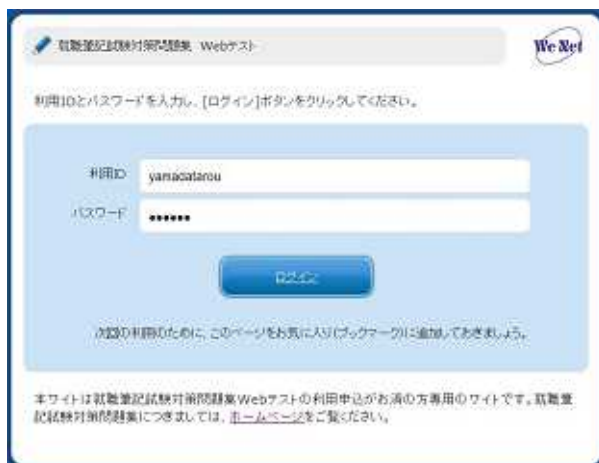 就職筆記試験対策問題集 Webテスト
We Net
利用IDとパスワードを入力し、[ログイン]ボタンをクリックしてください。
利用ID yamadatarou
パスワード ●●●●●●
ログイン
次回の利用のために、このページをお気に入り(ブックマーク)に追加しておきましょう。
本サイトは就職筆記試験対策問題集Webテストの利用申込がお済の方専用のサイトです。就職筆
記試験対策問題集につきましては、ホームページをご覧ください。